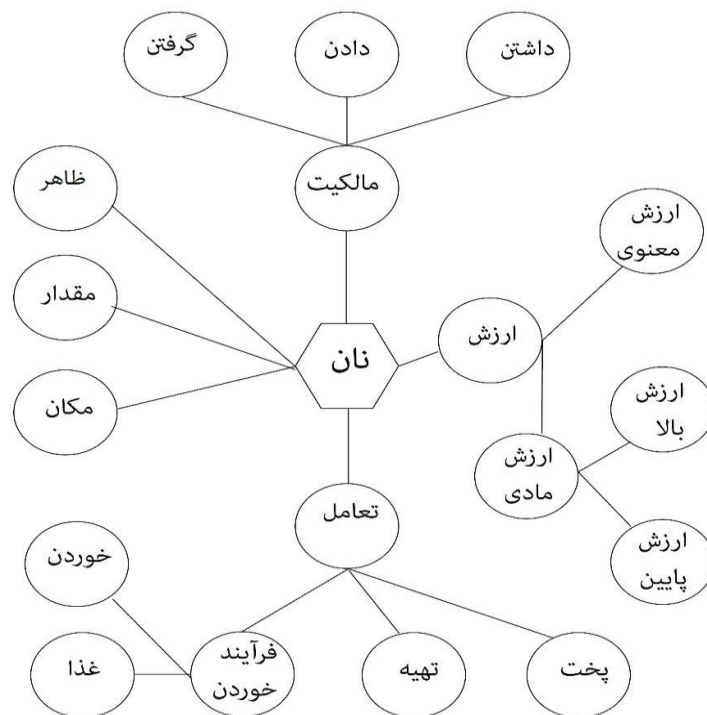 داشتن
دادن
گرفتن
مالکیت
ظاهر
ارزش
معنوی
مقدار
ارزش
نان
مکان
ارزش
بالا
ارزش
مادی
تعامل
ارزش
پایین
خوردن
پخت
تهیه
فرآیند
خوردن
غذا